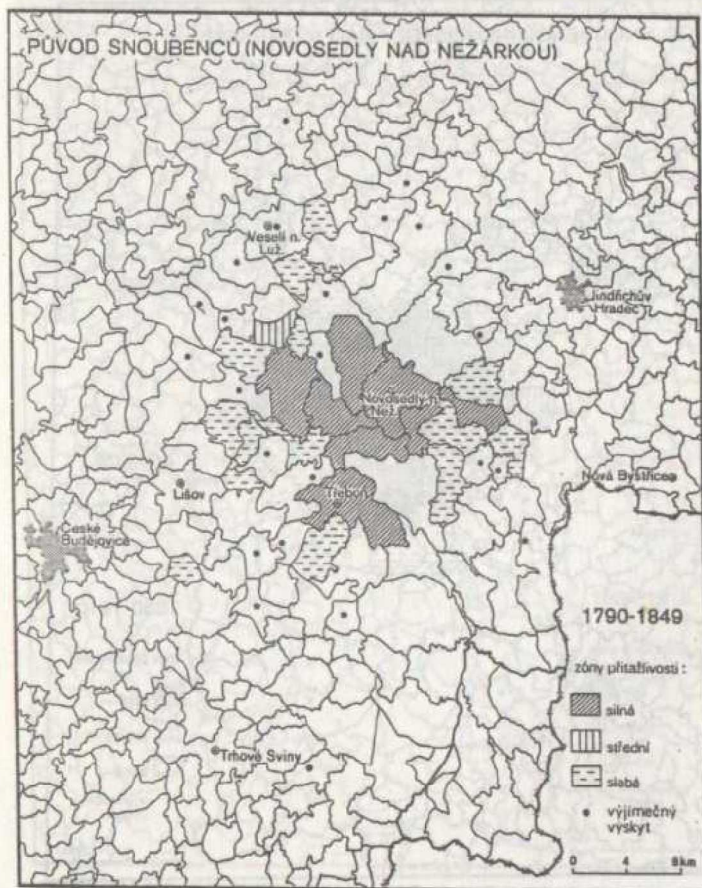 PŮVOD SNOUBENCŮ (NOVOSEDLY NAD NEŽÁRKOU)
Veselí n.
Luž.
Jindřichův
Hradec
Novosedly n.
Než.
Nová Bystřice
Lišov
Třeboň
České
Budějovice
1790-1849
zóny přitažlivosti :
silná
střední
slabá
Trhové Sviny
výjimečný
výskyt
0 4 8km